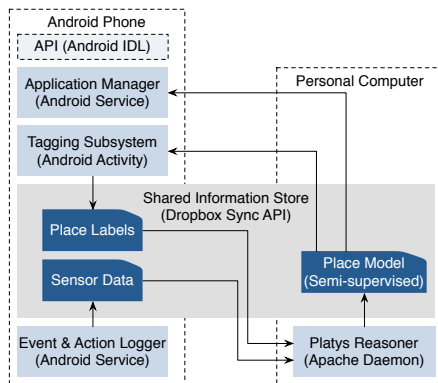 Android Phone
API (Android IDL)
Application Manager
(Android Service)
Personal Computer
Tagging Subsystem
(Android Activity)
Shared Information Store
(Dropbox Sync API)
Place Labels
Sensor Data
Place Model
(Semi-supervised)
Event & Action Logger
(Android Service)
Platys Reasoner
(Apache Daemon)